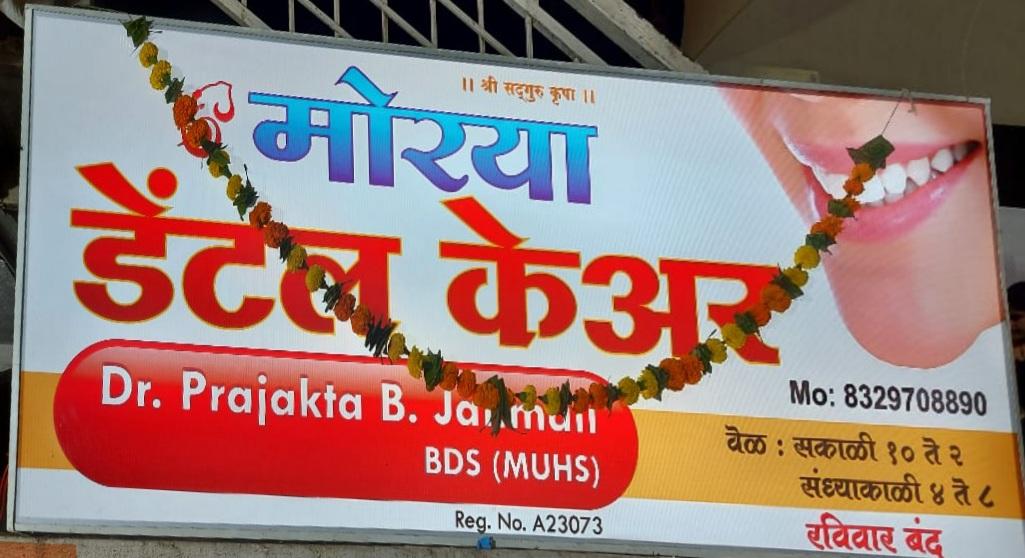 || श्री सद्‌गुरु कृपा ||
मोरया
डेंटल केअर
Dr. Prajakta B.
BDS (MUHS)
Reg. No. A23073
Mo: 8329708890
वेळ : सकाळी १० ते २
संध्याकाळी ४ ते ८
रविवार बंद